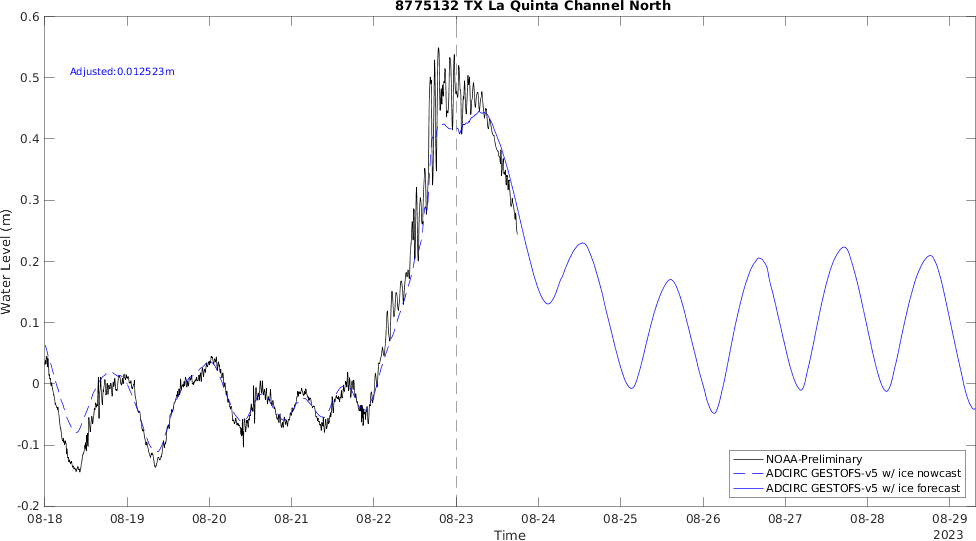 8775132 TX La Quinta Channel North
Adjusted:0.012523m
Water Level (m)
0.6
0.5
0.4
0.3
0.2
0.1
0
-0.1
-0.2
08-18 08-19 08-20 08-21 08-22 08-23 08-24 08-25 08-26 08-27 08-28 08-29
2023
Time
NOAA-Preliminary
ADCIRC GESTOFS-v5 w/ ice nowcast
ADCIRC GESTOFS-v5 w/ ice forecast